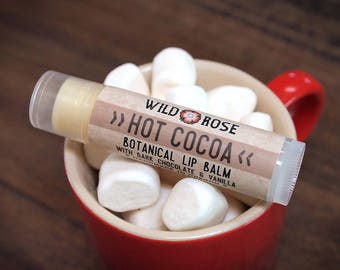 WILD ROSE
>> HOT COCOA <<
BOTANICAL LIP BALM
WITH DARK CHOCOLATE & VANILLA